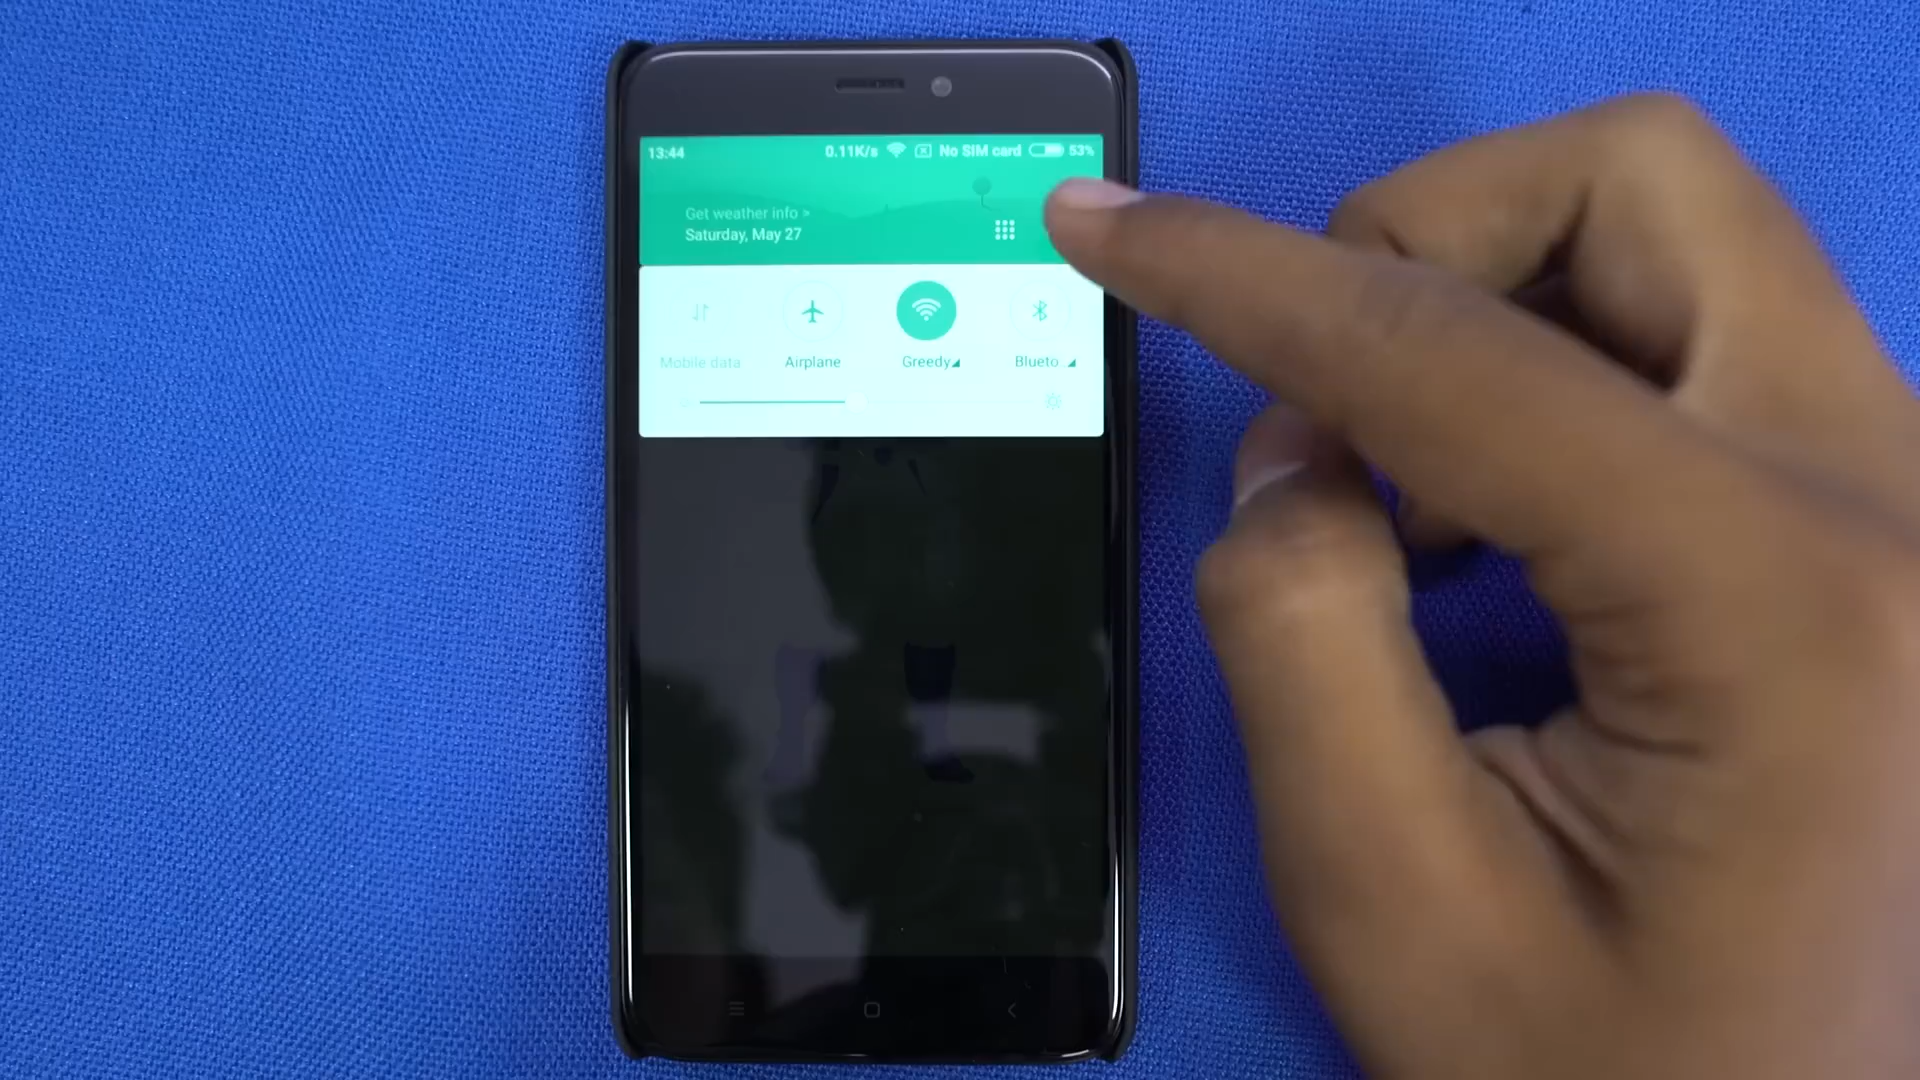 13:44 0.11K/s No SIM card 53%
Get weather info >
Saturday, May 27
Mobile data Airplane Greedy Blueto